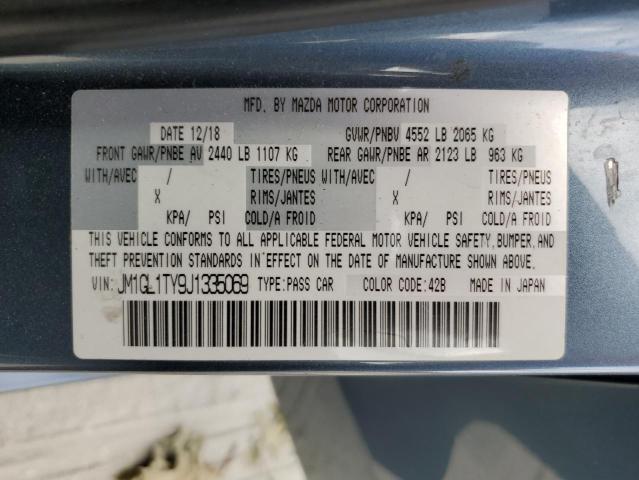 MFD. BY MAZDA MOTOR CORPORATION
DATE 12/18 GVWR/PNBV 4552 LB 2065 KG
FRONT GAWR/PNBE AV 2440 LB 1107 KG REAR GAWR/PNBE AR 2123 LB 963 KG
WITH/AVEC / TIRES/PNEUS WITH/AVEC / TIRES/PNEUS
X RIMS/JANTES X RIMS/JANTES
KPA/ PSI COLD/A FROID KPA/ PSI COLD/A FROID
THIS VEHICLE CONFORMS TO ALL APPLICABLE FEDERAL MOTOR VEHICLE SAFETY, BUMPER, AND
THEFT PREVENTION STANDARDS IN EFFECT ON THE DATE OF MANUFACTURE SHOWN ABOVE.
VIN: JM1GL1TY9J1335069 TYPE:PASS CAR COLOR CODE:42B MADE IN JAPAN